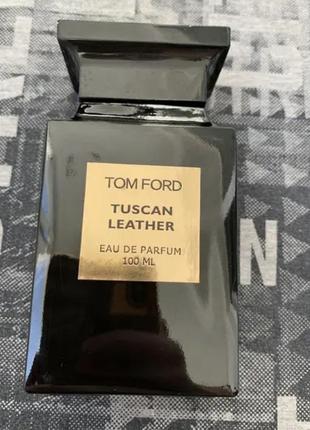 TOM FORD
TUSCAN
LEATHER
EAU DE PARFUM
100 ML